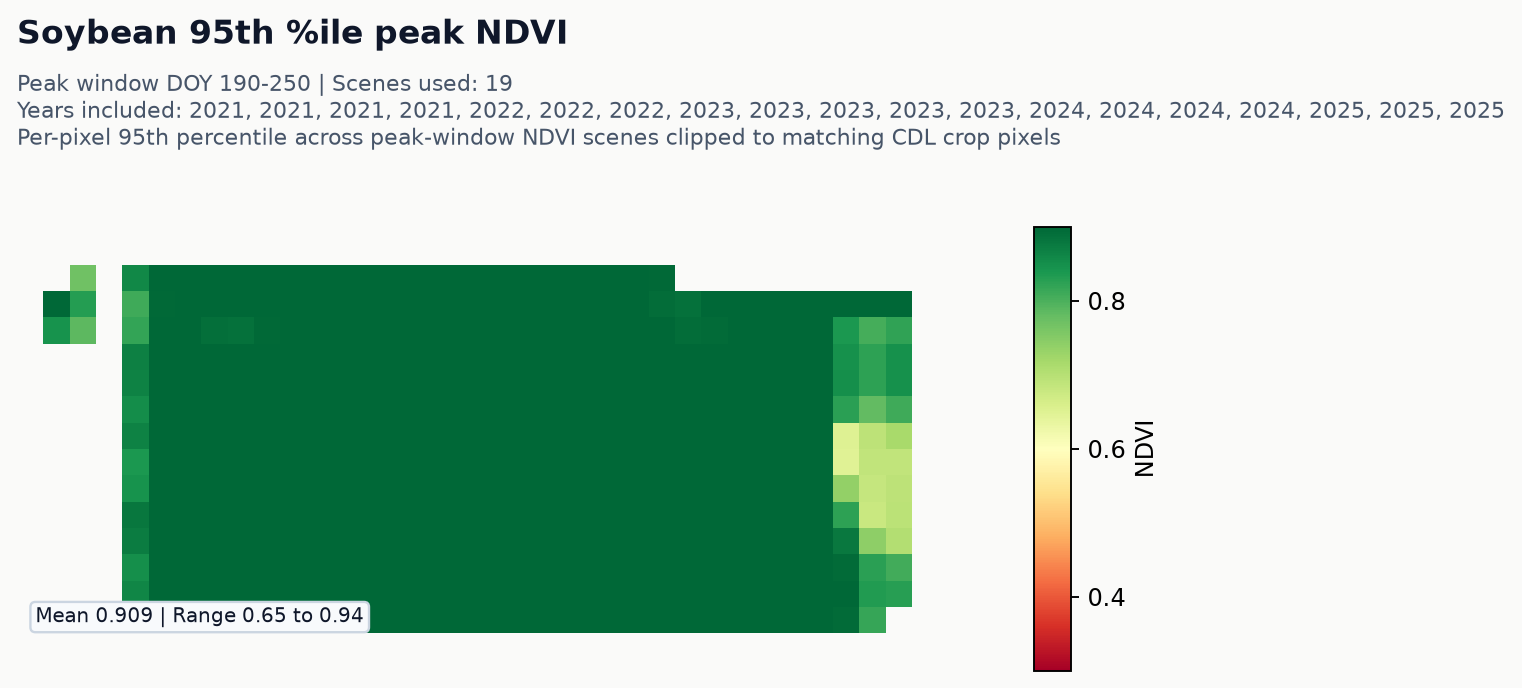 Soybean 95th %ile peak NDVI
Peak window DOY 190-250 | Scenes used: 19
Years included: 2021, 2021, 2021, 2021, 2022, 2022, 2022, 2023, 2023, 2023, 2023, 2023, 2024, 2024, 2024, 2024, 2025, 2025, 2025
Per-pixel 95th percentile across peak-window NDVI scenes clipped to matching CDL crop pixels
0.8
0.6
0.4
NDVI
Mean 0.909 | Range 0.65 to 0.94